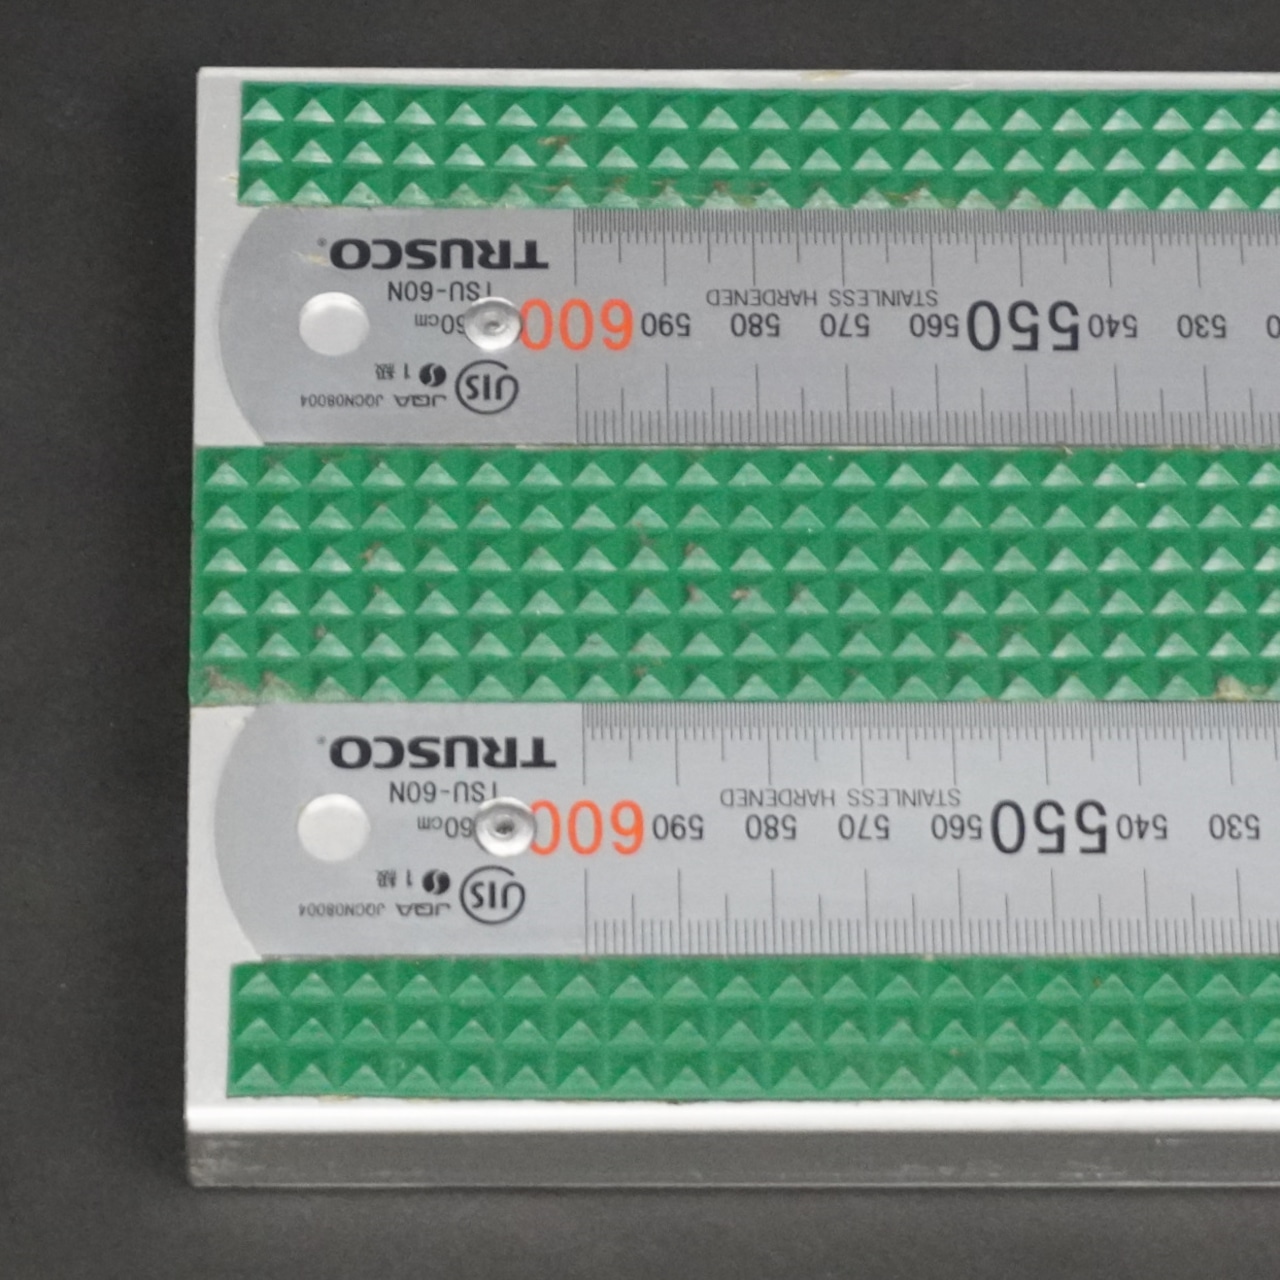 JIS JQA JQCN08004
1級
530 540 550 560 570 580 590 600 60cm
STAINLESS HARDENED TSU-60N
TRUSCO®
JIS JQA JQCN08004
1級
530 540 550 560 570 580 590 600 60cm
STAINLESS HARDENED TSU-60N
TRUSCO®